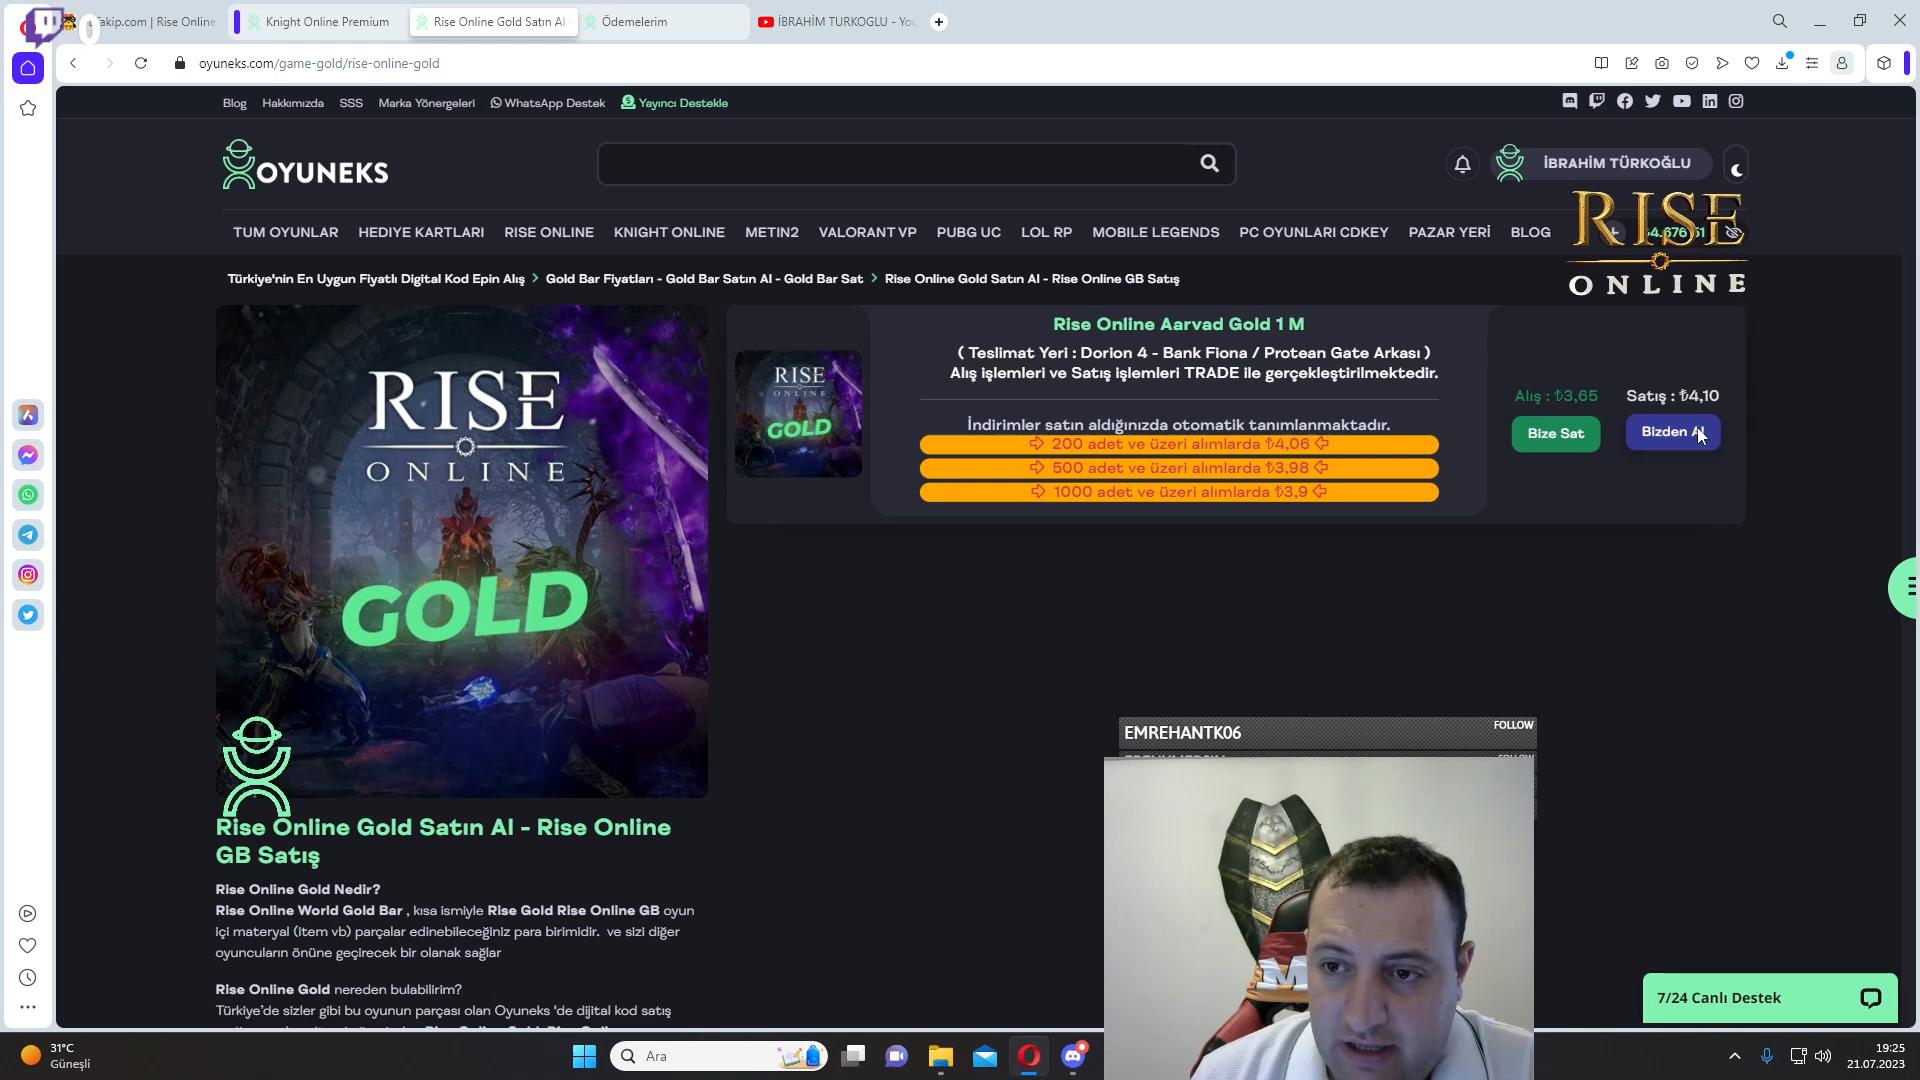 Takip.com | Rise Online
Knight Online Premium
Rise Online Gold Satın Al -
Ödemelerim
İBRAHİM TURKOGLU - You
0
oyuneks.com/game-gold/rise-online-gold
Blog Hakkımızda SSS Marka Yönergeleri WhatsApp Destek Yayıncı Destekle
OYUNEKS
İBRAHİM TÜRKOĞLU
TUM OYUNLAR HEDIYE KARTLARI RISE ONLINE KNIGHT ONLINE METIN2 VALORANT VP PUBG UC LOL RP MOBILE LEGENDS PC OYUNLARI CDKEY PAZAR YERİ BLOG
RISE
ONLINE
Türkiye'nin En Uygun Fiyatlı Digital Kod Epin Alış > Gold Bar Fiyatları - Gold Bar Satın Al - Gold Bar Sat > Rise Online Gold Satın Al - Rise Online GB Satış
RISE
ONLINE
GOLD
RISE
ONLINE
GOLD
Rise Online Aarvad Gold 1 M
( Teslimat Yeri : Dorion 4 - Bank Fiona / Protean Gate Arkası )
Alış işlemleri ve Satış işlemleri TRADE ile gerçekleştirilmektedir.
İndirimler satın aldığınızda otomatik tanımlanmaktadır.
200 adet ve üzeri alımlarda ₺4,06
500 adet ve üzeri alımlarda ₺3,98
1000 adet ve üzeri alımlarda ₺3,9
Alış : ₺3,65
Satış : ₺4,10
Bize Sat
Bizden Al
EMREHANTK06
FOLLOW
Rise Online Gold Satın Al - Rise Online
GB Satış
Rise Online Gold Nedir?
Rise Online World Gold Bar , kısa ismiyle Rise Gold Rise Online GB oyun
içi materyal (item vb) parçalar edinebileceğiniz para birimidir. ve sizi diğer
oyuncuların önüne geçirecek bir olanak sağlar
Rise Online Gold nereden bulabilirim?
Türkiye'de sizler gibi bu oyunun parçası olan Oyuneks 'de dijital kod satış
7/24 Canlı Destek
31°C
Güneşli
Ara
19:25
21.07.2023